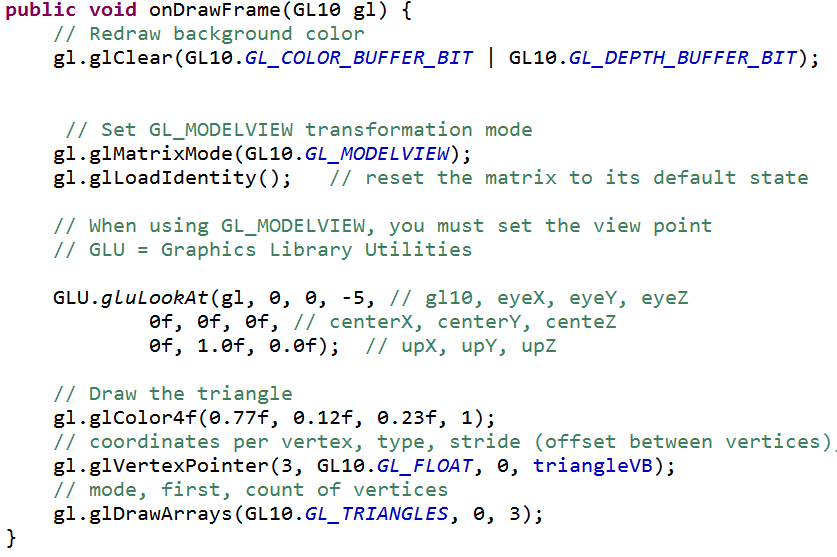 public void onDrawFrame(GL10 gl) {
// Redraw background color
gl.glClear(GL10.GL_COLOR_BUFFER_BIT | GL10.GL_DEPTH_BUFFER_BIT);
// Set GL_MODELVIEW transformation mode
gl.glMatrixMode(GL10.GL_MODELVIEW);
gl.glLoadIdentity(); // reset the matrix to its default state
// When using GL_MODELVIEW, you must set the view point
// GLU = Graphics Library Utilities
GLU.gluLookAt(gl, 0, 0, -5, // gl10, eyeX, eyeY, eyeZ
0f, 0f, 0f, // centerX, centerY, centeZ
0f, 1.0f, 0.0f); // upX, upY, upZ
// Draw the triangle
gl.glColor4f(0.77f, 0.12f, 0.23f, 1);
// coordinates per vertex, type, stride (offset between vertices),
gl.glVertexPointer(3, GL10.GL_FLOAT, 0, triangleVB);
// mode, first, count of vertices
gl.glDrawArrays(GL10.GL_TRIANGLES, 0, 3);
}